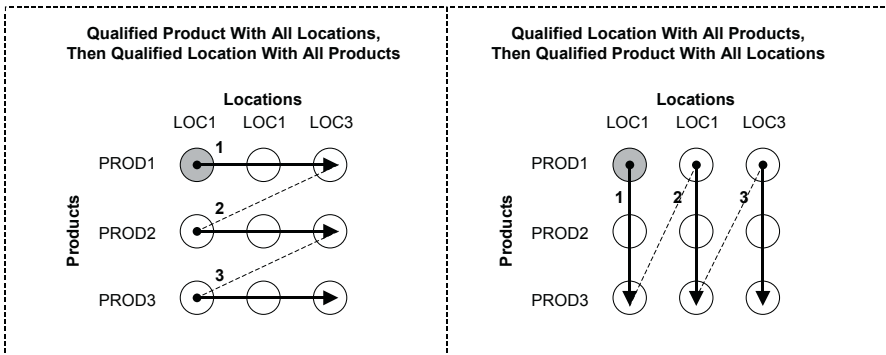 Qualified Product With All Locations,
Then Qualified Location With All Products
Locations
LOC1 LOC1 LOC3
1
PROD1
2
PROD2
3
PROD3
Products
Qualified Location With All Products,
Then Qualified Product With All Locations
Locations
LOC1 LOC1 LOC3
PROD1
1 2 3
PROD2
PROD3
Products